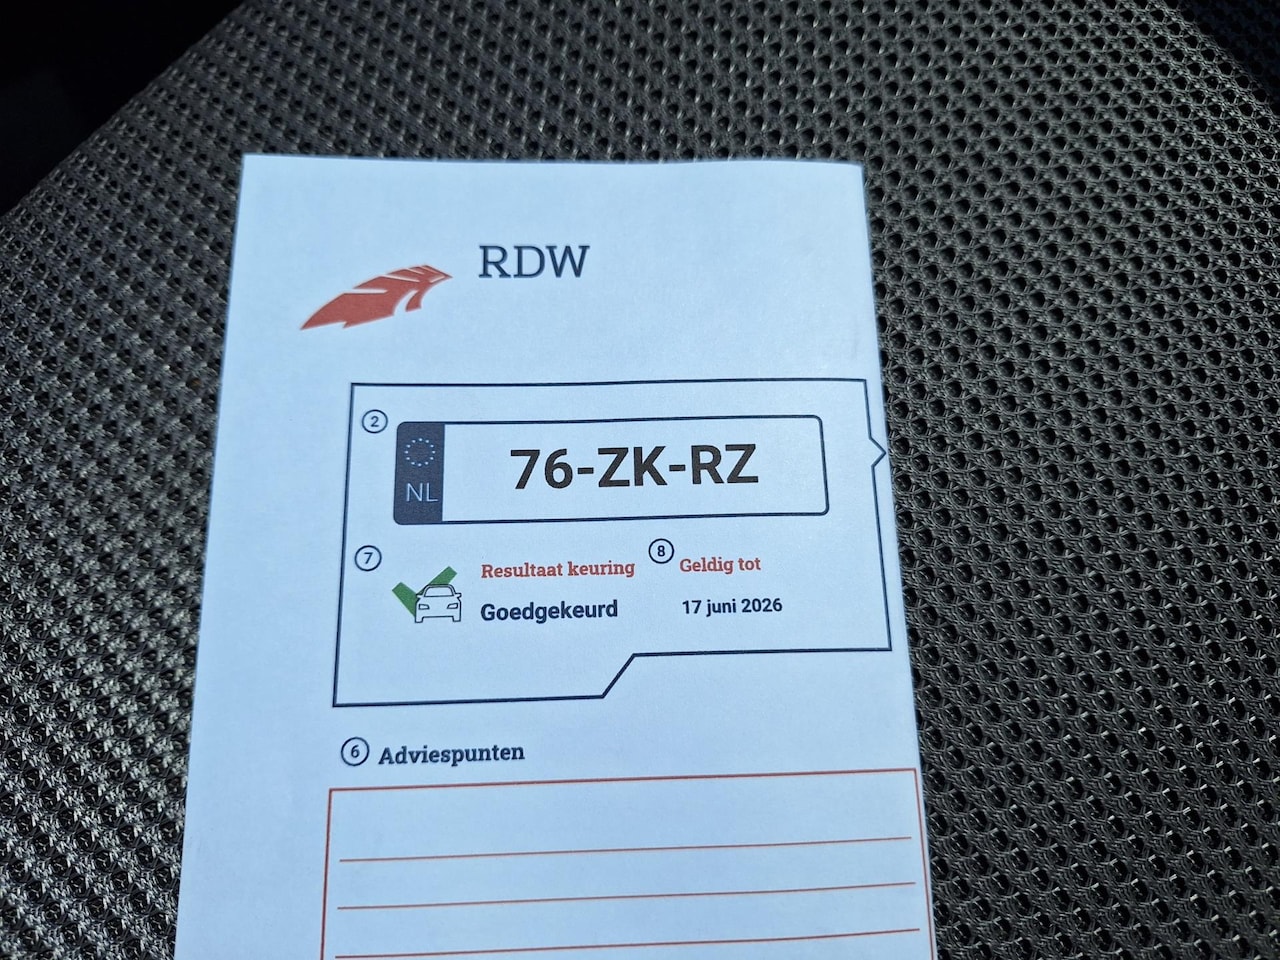 RDW
2
NL
76-ZK-RZ
7
Resultaat keuring
8
Geldig tot
Goedgekeurd
17 juni 2026
6 Adviespunten